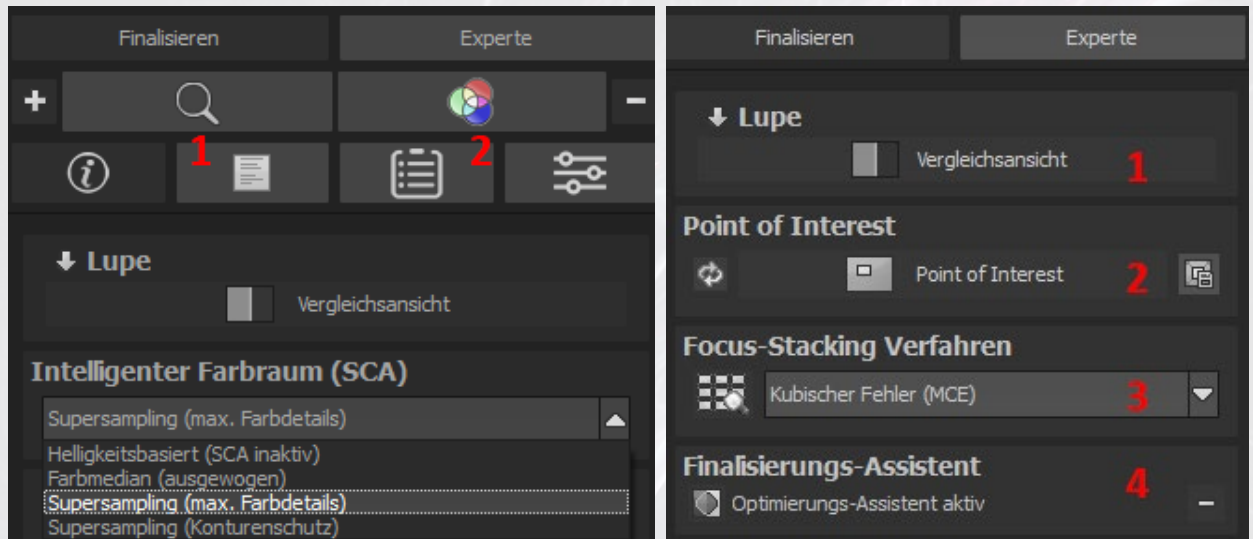 Finalisieren Experte
1 2
Lupe
Vergleichsansicht
Intelligenter Farbraum (SCA)
Supersampling (max. Farbdetails)
Helligkeitsbasiert (SCA inaktiv)
Farbmedian (ausgewogen)
Supersampling (max. Farbdetails)
Supersampling (Konturenschutz)
Finalisieren Experte
Lupe
Vergleichsansicht 1
Point of Interest
Point of Interest 2
Focus-Stacking Verfahren
Kubischer Fehler (MCE) 3
Finalisierungs-Assistent
Optimierungs-Assistent aktiv 4